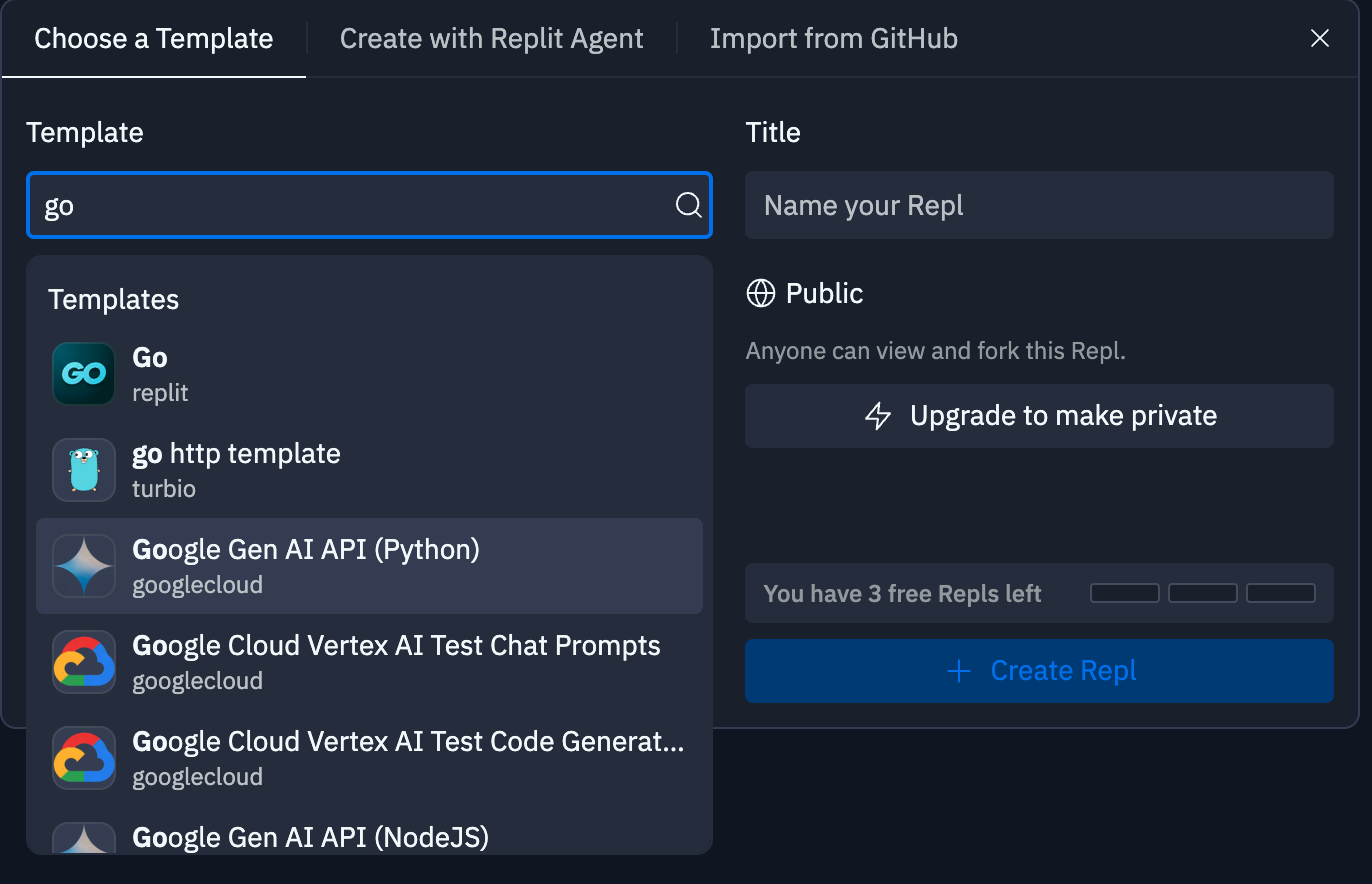 Choose a Template
Create with Replit Agent
Import from GitHub
Template
go
Templates
GO
Go
replit
go http template
turbio
Google Gen AI API (Python)
googlecloud
Google Cloud Vertex AI Test Chat Prompts
googlecloud
Google Cloud Vertex AI Test Code Generat...
googlecloud
Google Gen AI API (NodeJS)
Title
Name your Repl
Public
Anyone can view and fork this Repl.
Upgrade to make private
You have 3 free Repls left
Create Repl